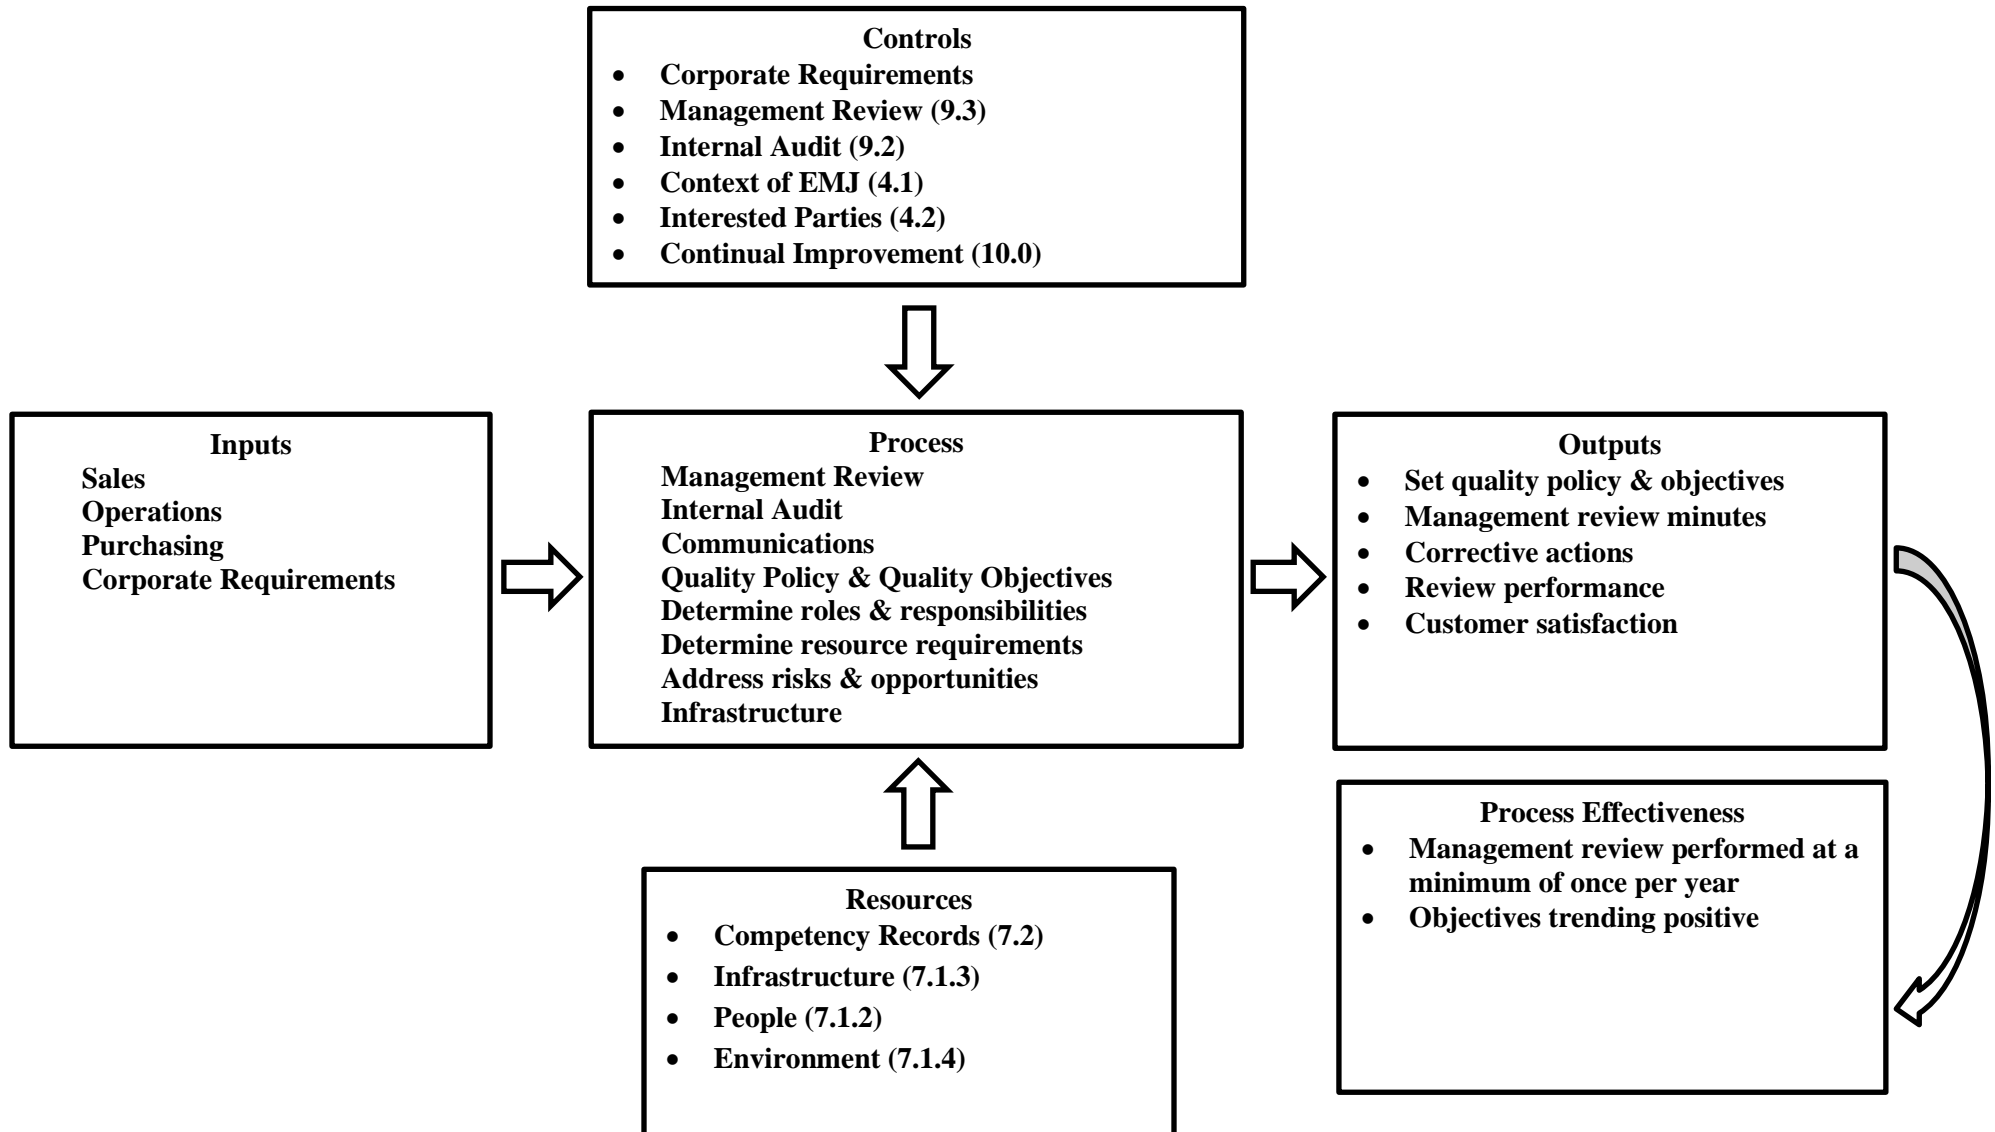 Controls
• Corporate Requirements
• Management Review (9.3)
• Internal Audit (9.2)
• Context of EMJ (4.1)
• Interested Parties (4.2)
• Continual Improvement (10.0)
Inputs
Sales
Operations
Purchasing
Corporate Requirements
Process
Management Review
Internal Audit
Communications
Quality Policy & Quality Objectives
Determine roles & responsibilities
Determine resource requirements
Address risks & opportunities
Infrastructure
Outputs
• Set quality policy & objectives
• Management review minutes
• Corrective actions
• Review performance
• Customer satisfaction
Resources
• Competency Records (7.2)
• Infrastructure (7.1.3)
• People (7.1.2)
• Environment (7.1.4)
Process Effectiveness
• Management review performed at a
minimum of once per year
• Objectives trending positive